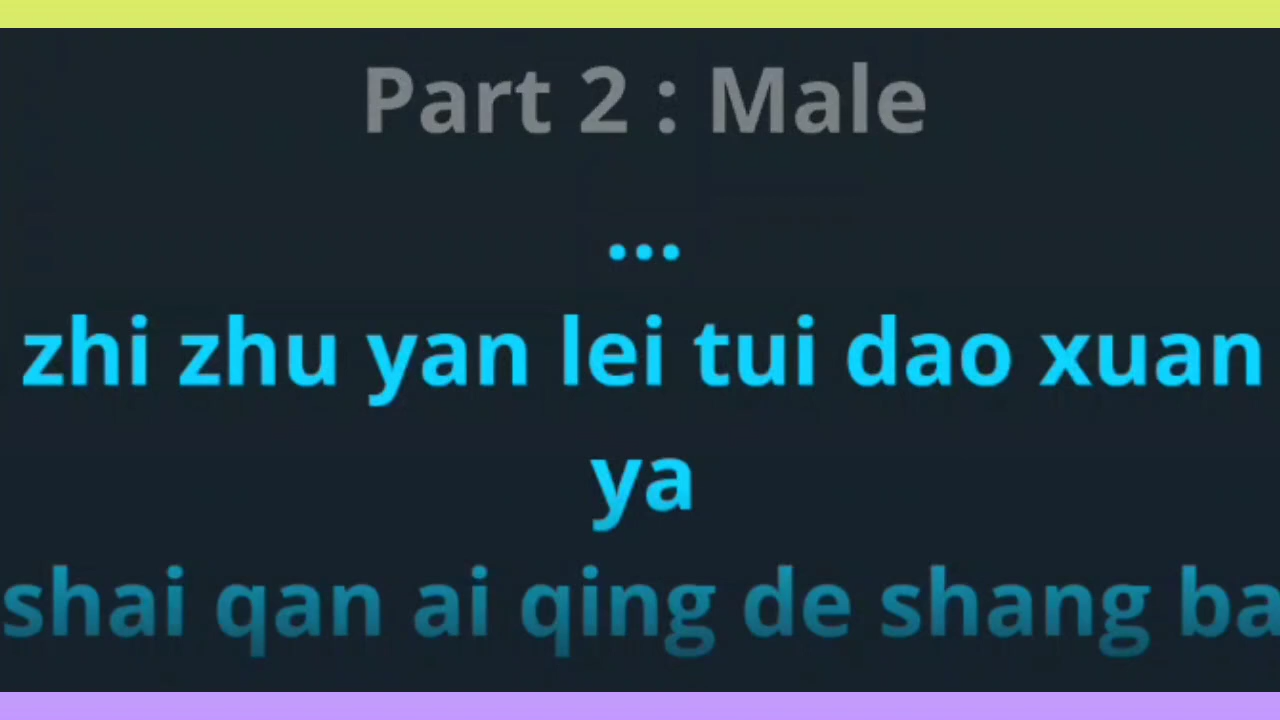 Part 2 : Male
...
zhi zhu yan lei tui dao xuan
ya
shai qan ai qing de shang ba